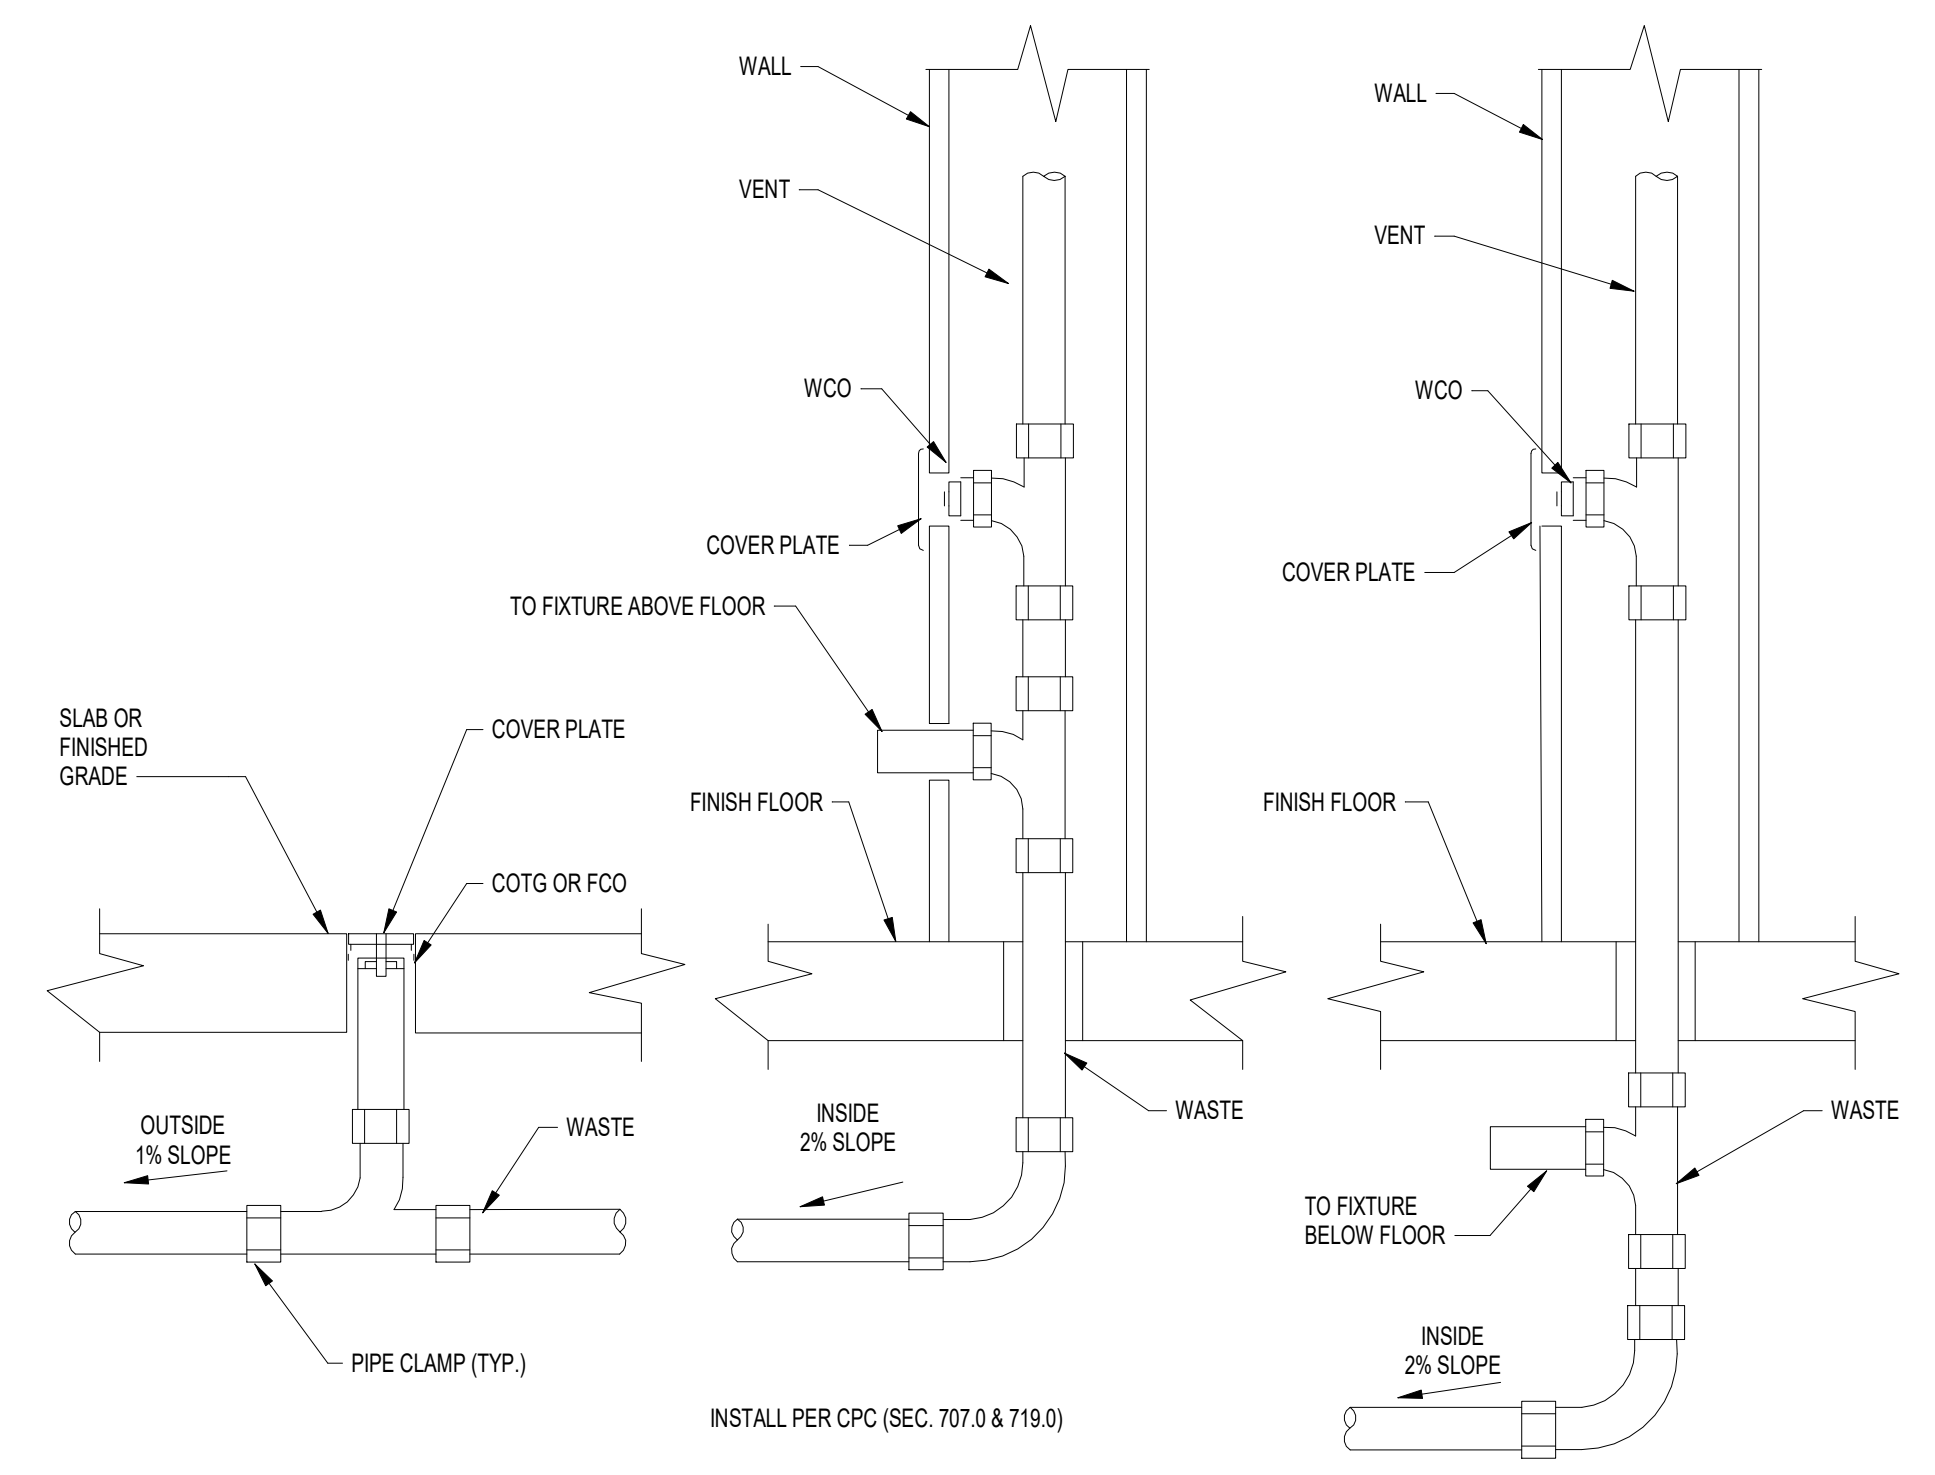 WALL
VENT
WCO
COVER PLATE
TO FIXTURE ABOVE FLOOR
FINISH FLOOR
WASTE
INSIDE
2% SLOPE
SLAB OR
FINISHED
GRADE
COVER PLATE
COTG OR FCO
OUTSIDE
1% SLOPE
WASTE
PIPE CLAMP (TYP.)
WALL
VENT
WCO
COVER PLATE
FINISH FLOOR
WASTE
TO FIXTURE
BELOW FLOOR
INSIDE
2% SLOPE
INSTALL PER CPC (SEC. 707.0 & 719.0)